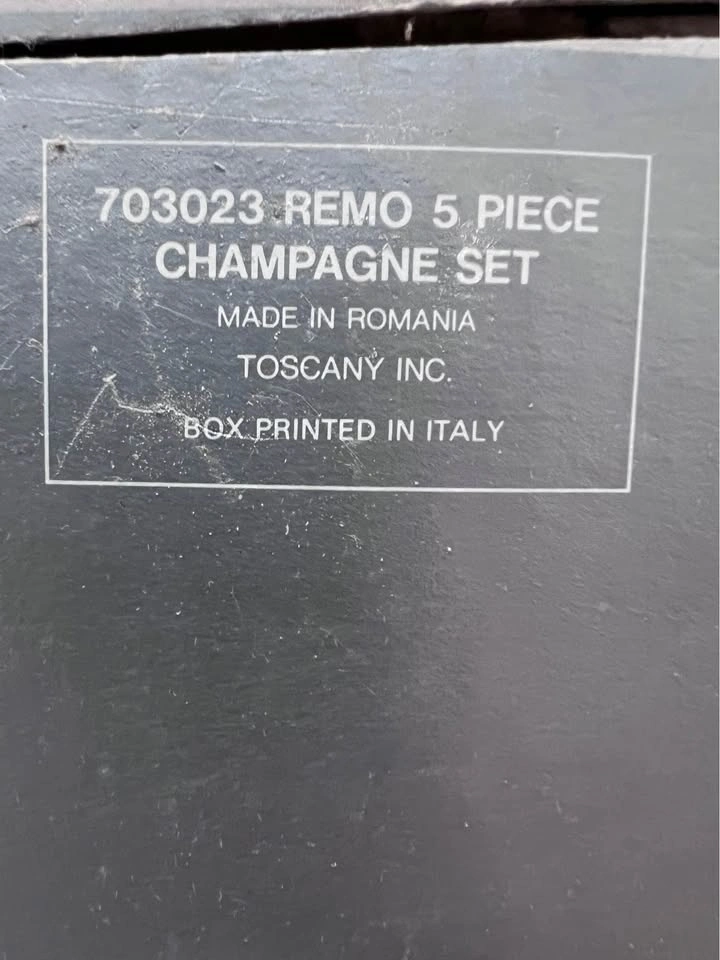 703023 REMO 5 PIECE
CHAMPAGNE SET
MADE IN ROMANIA
TOSCANY INC.
BOX PRINTED IN ITALY